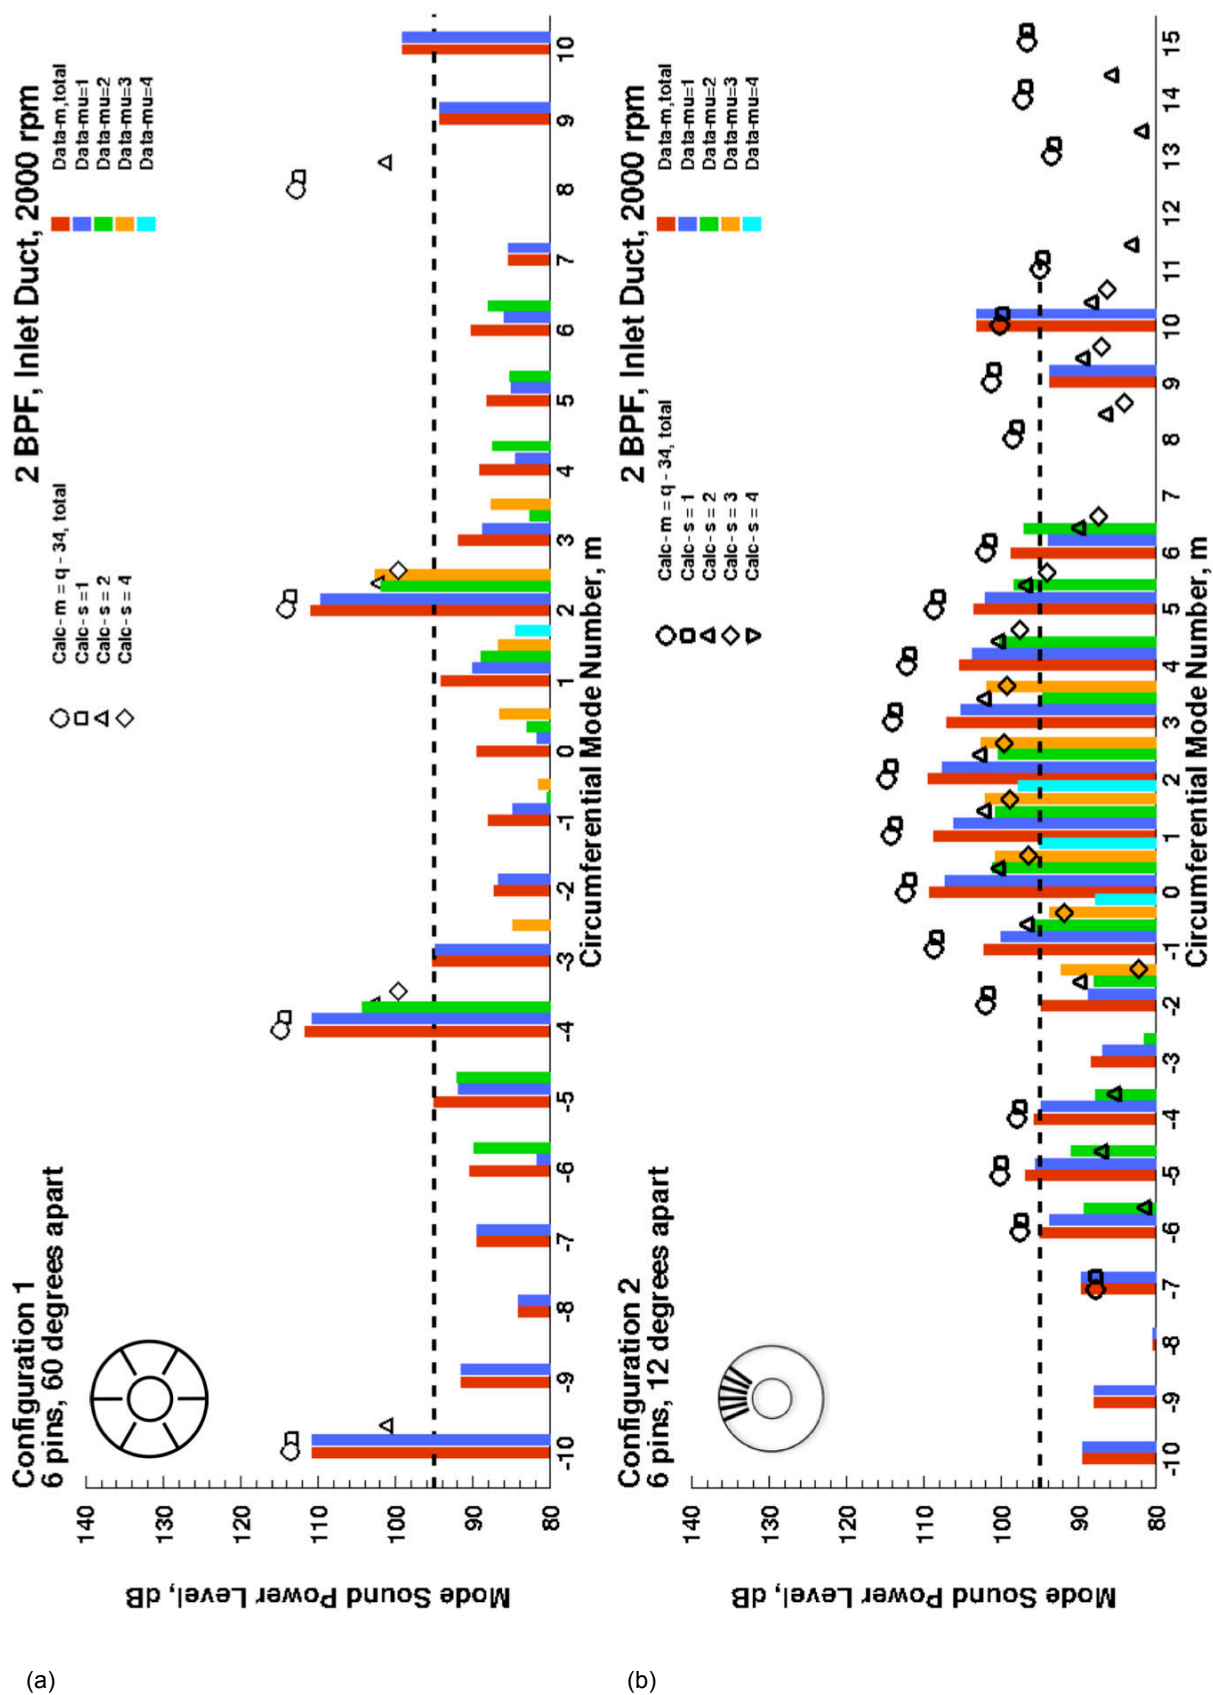 Configuration 1
6 pins, 60 degrees apart
2 BPF, Inlet Duct, 2000 rpm
Calc- m = q - 34, total
Calc- s = 1
Calc- s = 2
Calc- s = 4
Data-m,total
Data-mu=1
Data-mu=2
Data-mu=3
Data-mu=4
Mode Sound Power Level, dB
140
130
120
110
100
90
80
-10 -9 -8 -7 -6 -5 -4 -3 -2 -1 0 1 2 3 4 5 6 7 8 9 10
Circumferential Mode Number, m
(a)
Configuration 2
6 pins, 12 degrees apart
2 BPF, Inlet Duct, 2000 rpm
Calc- m = q - 34, total
Calc- s = 1
Calc- s = 2
Calc- s = 3
Calc- s = 4
Data-m,total
Data-mu=1
Data-mu=2
Data-mu=3
Data-mu=4
Mode Sound Power Level, dB
140
130
120
110
100
90
80
-10 -9 -8 -7 -6 -5 -4 -3 -2 -1 0 1 2 3 4 5 6 7 8 9 10 11 12 13 14 15
Circumferential Mode Number, m
(b)